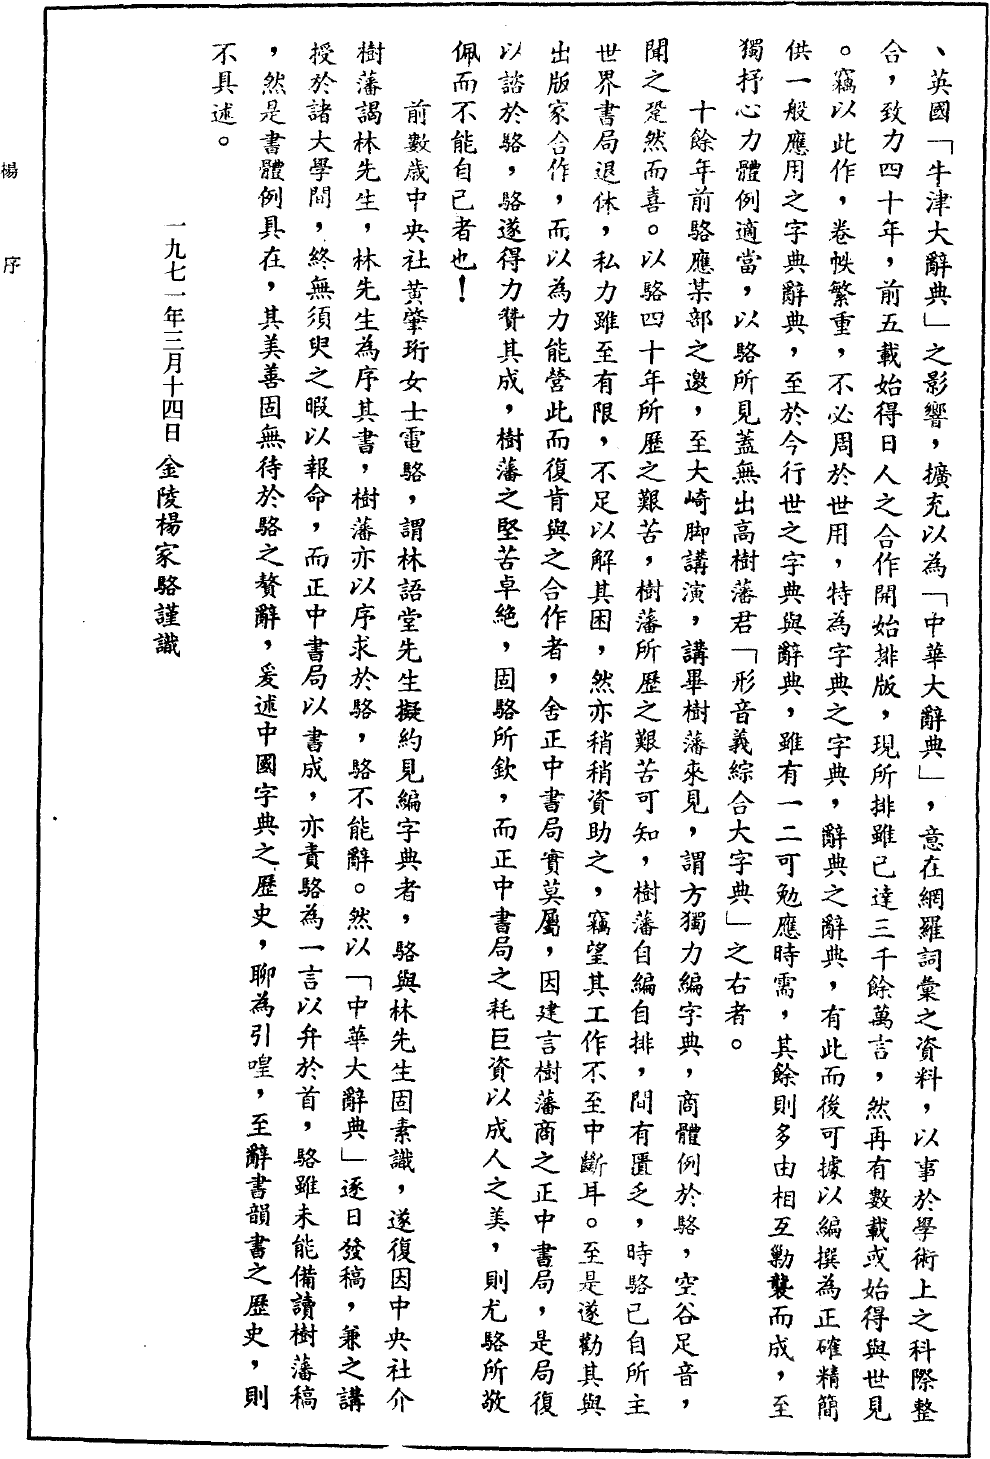 、英國「牛津大辭典」之影響，擴充以為「中華大辭典」，意在網羅詞彙之資料，以事於學術上之科際整
合，致力四十年，前五載始得日人之合作開始排版，現所排雖已達三千餘萬言，然再有數載或始得與世見
。竊以此作，卷帙繁重，不必周於世用，特為字典之字典，辭典之辭典，有此而後可據以編撰為正確精簡
供一般應用之字典辭典，至於今行世之字典與辭典，雖有一二可勉應時需，其餘則多由相互勦襲而成，至
獨抒心力體例適當，以駱所見蓋無出高樹藩君「形音義綜合大字典」之右者。
十餘年前駱應某部之邀，至大崎脚講演，講畢樹藩來見，謂方獨力編字典，商體例於駱，空谷足音，
聞之跫然而喜。以駱四十年所歷之艱苦，樹藩所歷之艱苦可知，樹藩自編自排，間有匱乏，時駱已自所主
世界書局退休，私力雖至有限，不足以解其困，然亦稍稍資助之，竊望其工作不至中斷耳。至是遂勸其與
出版家合作，而以為力能營此而復肯與之合作者，舍正中書局實莫屬，因建言樹藩商之正中書局，是局復
以諮於駱，駱遂得力贊其成，樹藩之堅苦卓絕，固駱所欽，而正中書局之耗巨資以成人之美，則尤駱所敬
佩而不能自已者也！
前數歲中央社黃肇珩女士電駱，謂林語堂先生擬約見編字典者，駱與林先生固素識，遂復因中央社介
樹藩謁林先生，林先生為序其書，樹藩亦以序求於駱，駱不能辭。然以「中華大辭典」逐日發稿，兼之講
授於諸大學間，終無須臾之暇以報命，而正中書局以書成，亦責駱為一言以弁於首，駱雖未能備讀樹藩稿
，然是書體例具在，其美善固無待於駱之贅辭，爰述中國字典之歷史，聊為引喤，至辭書韻書之歷史，則
不具述。
一九七一年三月十四日金陵楊家駱謹識
楊序